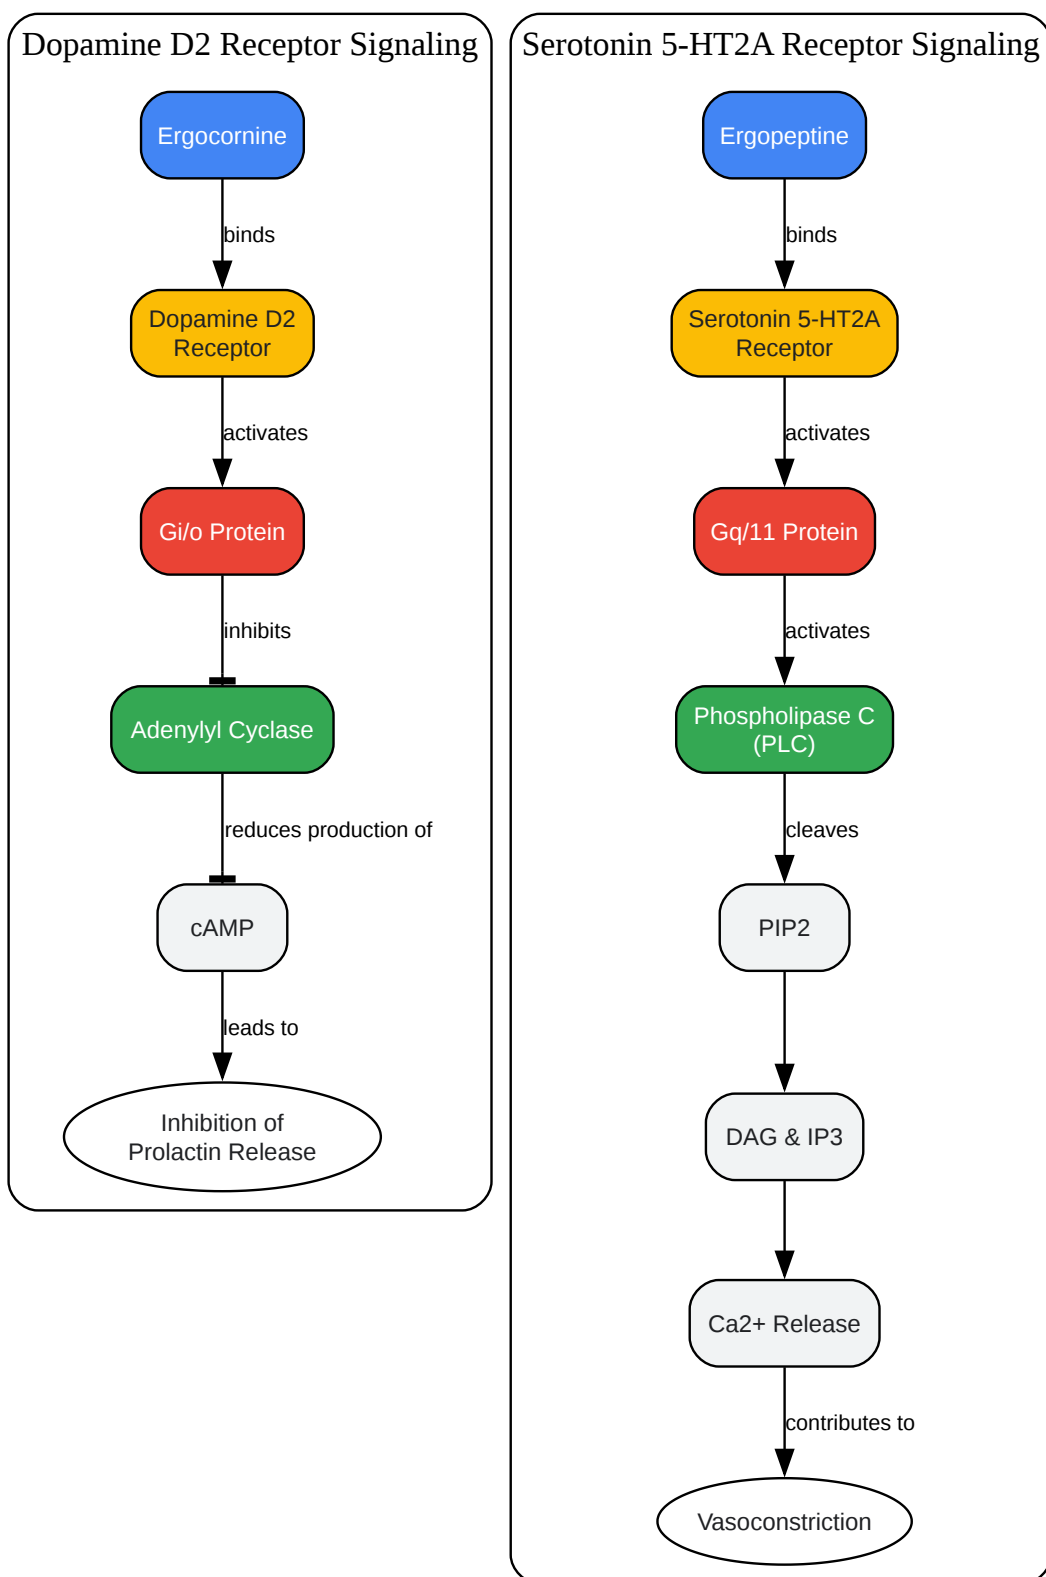 Dopamine D2 Receptor Signaling
Ergocornine
binds
Dopamine D2
Receptor
activates
Gi/o Protein
inhibits
Adenylyl Cyclase
reduces production of
cAMP
leads to
Inhibition of
Prolactin Release
Serotonin 5-HT2A Receptor Signaling
Ergopeptine
binds
Serotonin 5-HT2A
Receptor
activates
Gq/11 Protein
activates
Phospholipase C
(PLC)
cleaves
PIP2
DAG & IP3
Ca2+ Release
contributes to
Vasoconstriction